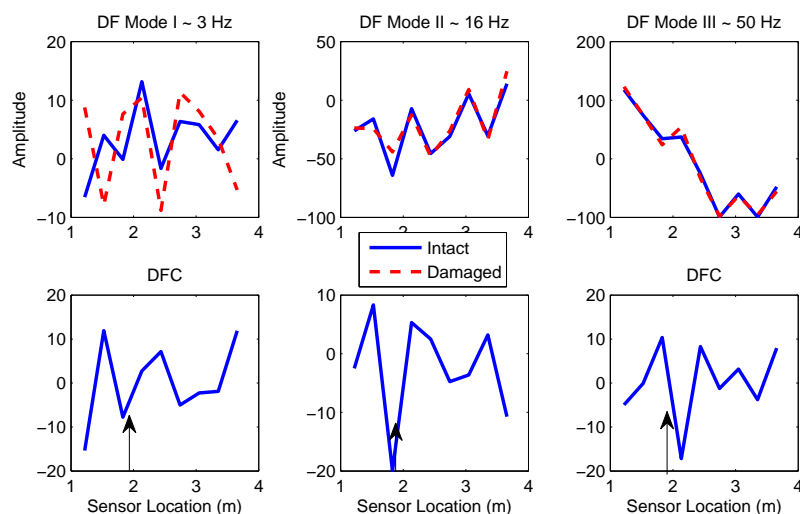 DF Mode I ~ 3 Hz
DF Mode II ~ 16 Hz
DF Mode III ~ 50 Hz
Amplitude
20
10
0
−10
1 2 3 4
Amplitude
50
0
−50
−100
1 2 3 4
200
100
0
−100
1 2 3 4
Intact
Damaged
DFC
20
10
0
−10
−20
1 2 3 4
Sensor Location (m)
10
0
−10
−20
1 2 3 4
Sensor Location (m)
DFC
20
10
0
−10
−20
1 2 3 4
Sensor Location (m)